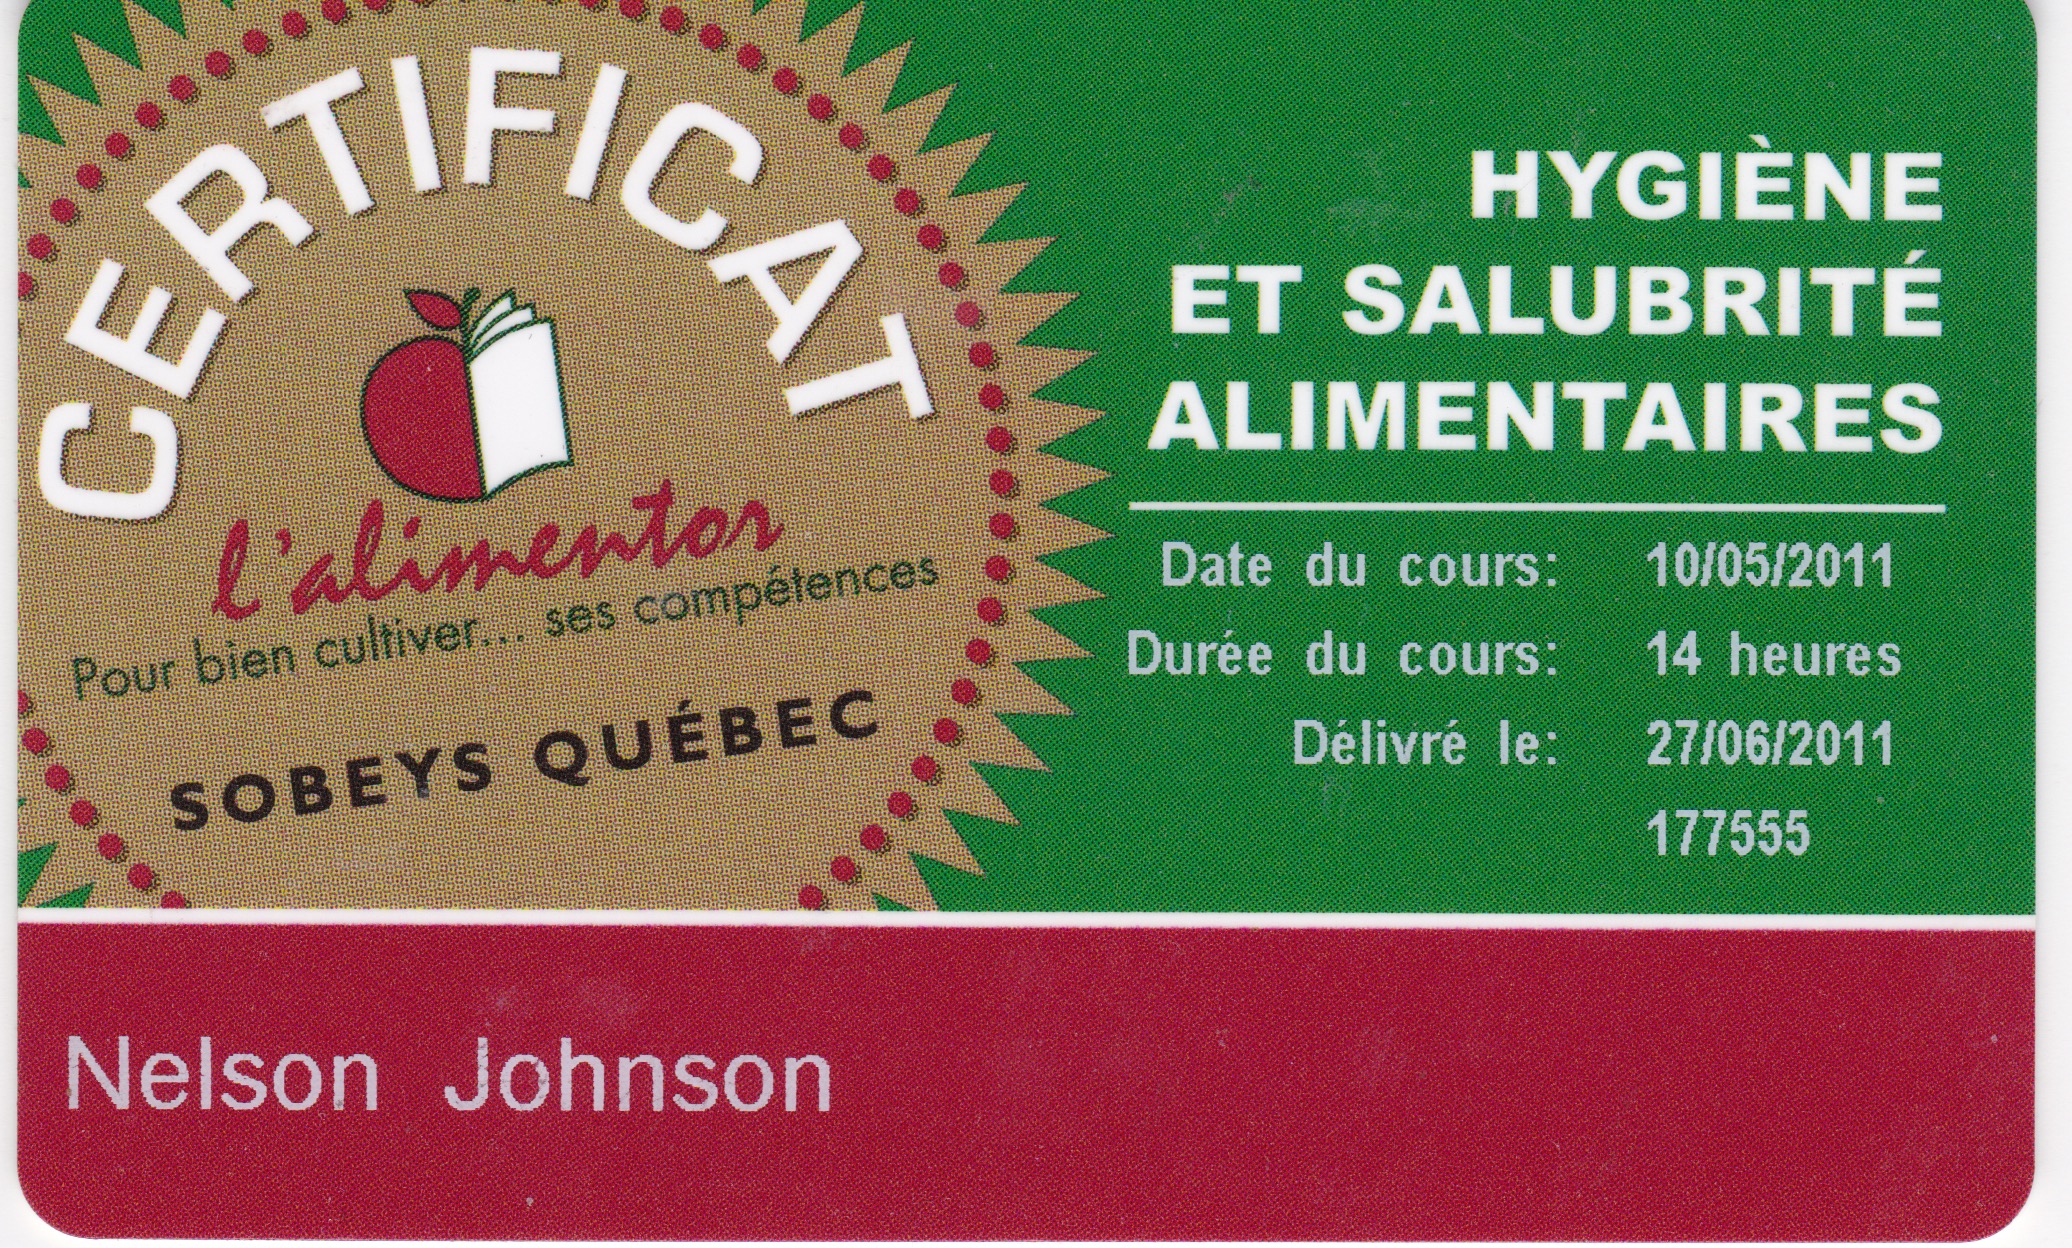 CERTIFICAT
l'alimentor
Pour bien cultiver... ses compétences
SOBEYS QUÉBEC
HYGIÈNE
ET SALUBRITÉ
ALIMENTAIRES
Date du cours: 10/05/2011
Durée du cours: 14 heures
Délivré le: 27/06/2011
177555
Nelson Johnson